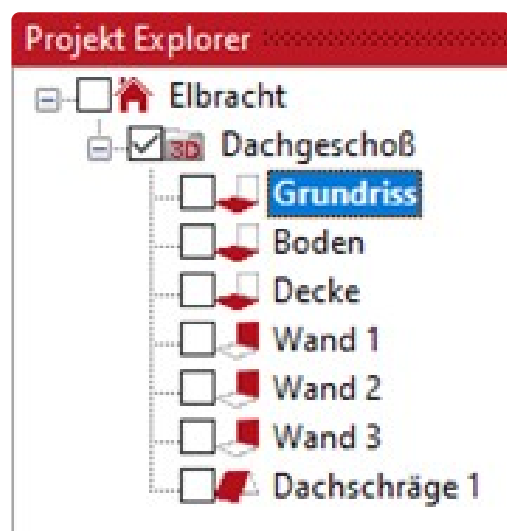 Projekt Explorer
Elbracht
3D Dachgeschoß
Grundriss
Boden
Decke
Wand 1
Wand 2
Wand 3
Dachschräge 1